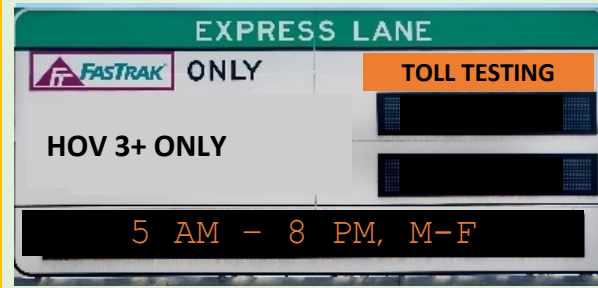 EXPRESS LANE
FASTRAK ONLY
TOLL TESTING
HOV 3+ ONLY
5 AM – 8 PM, M-F